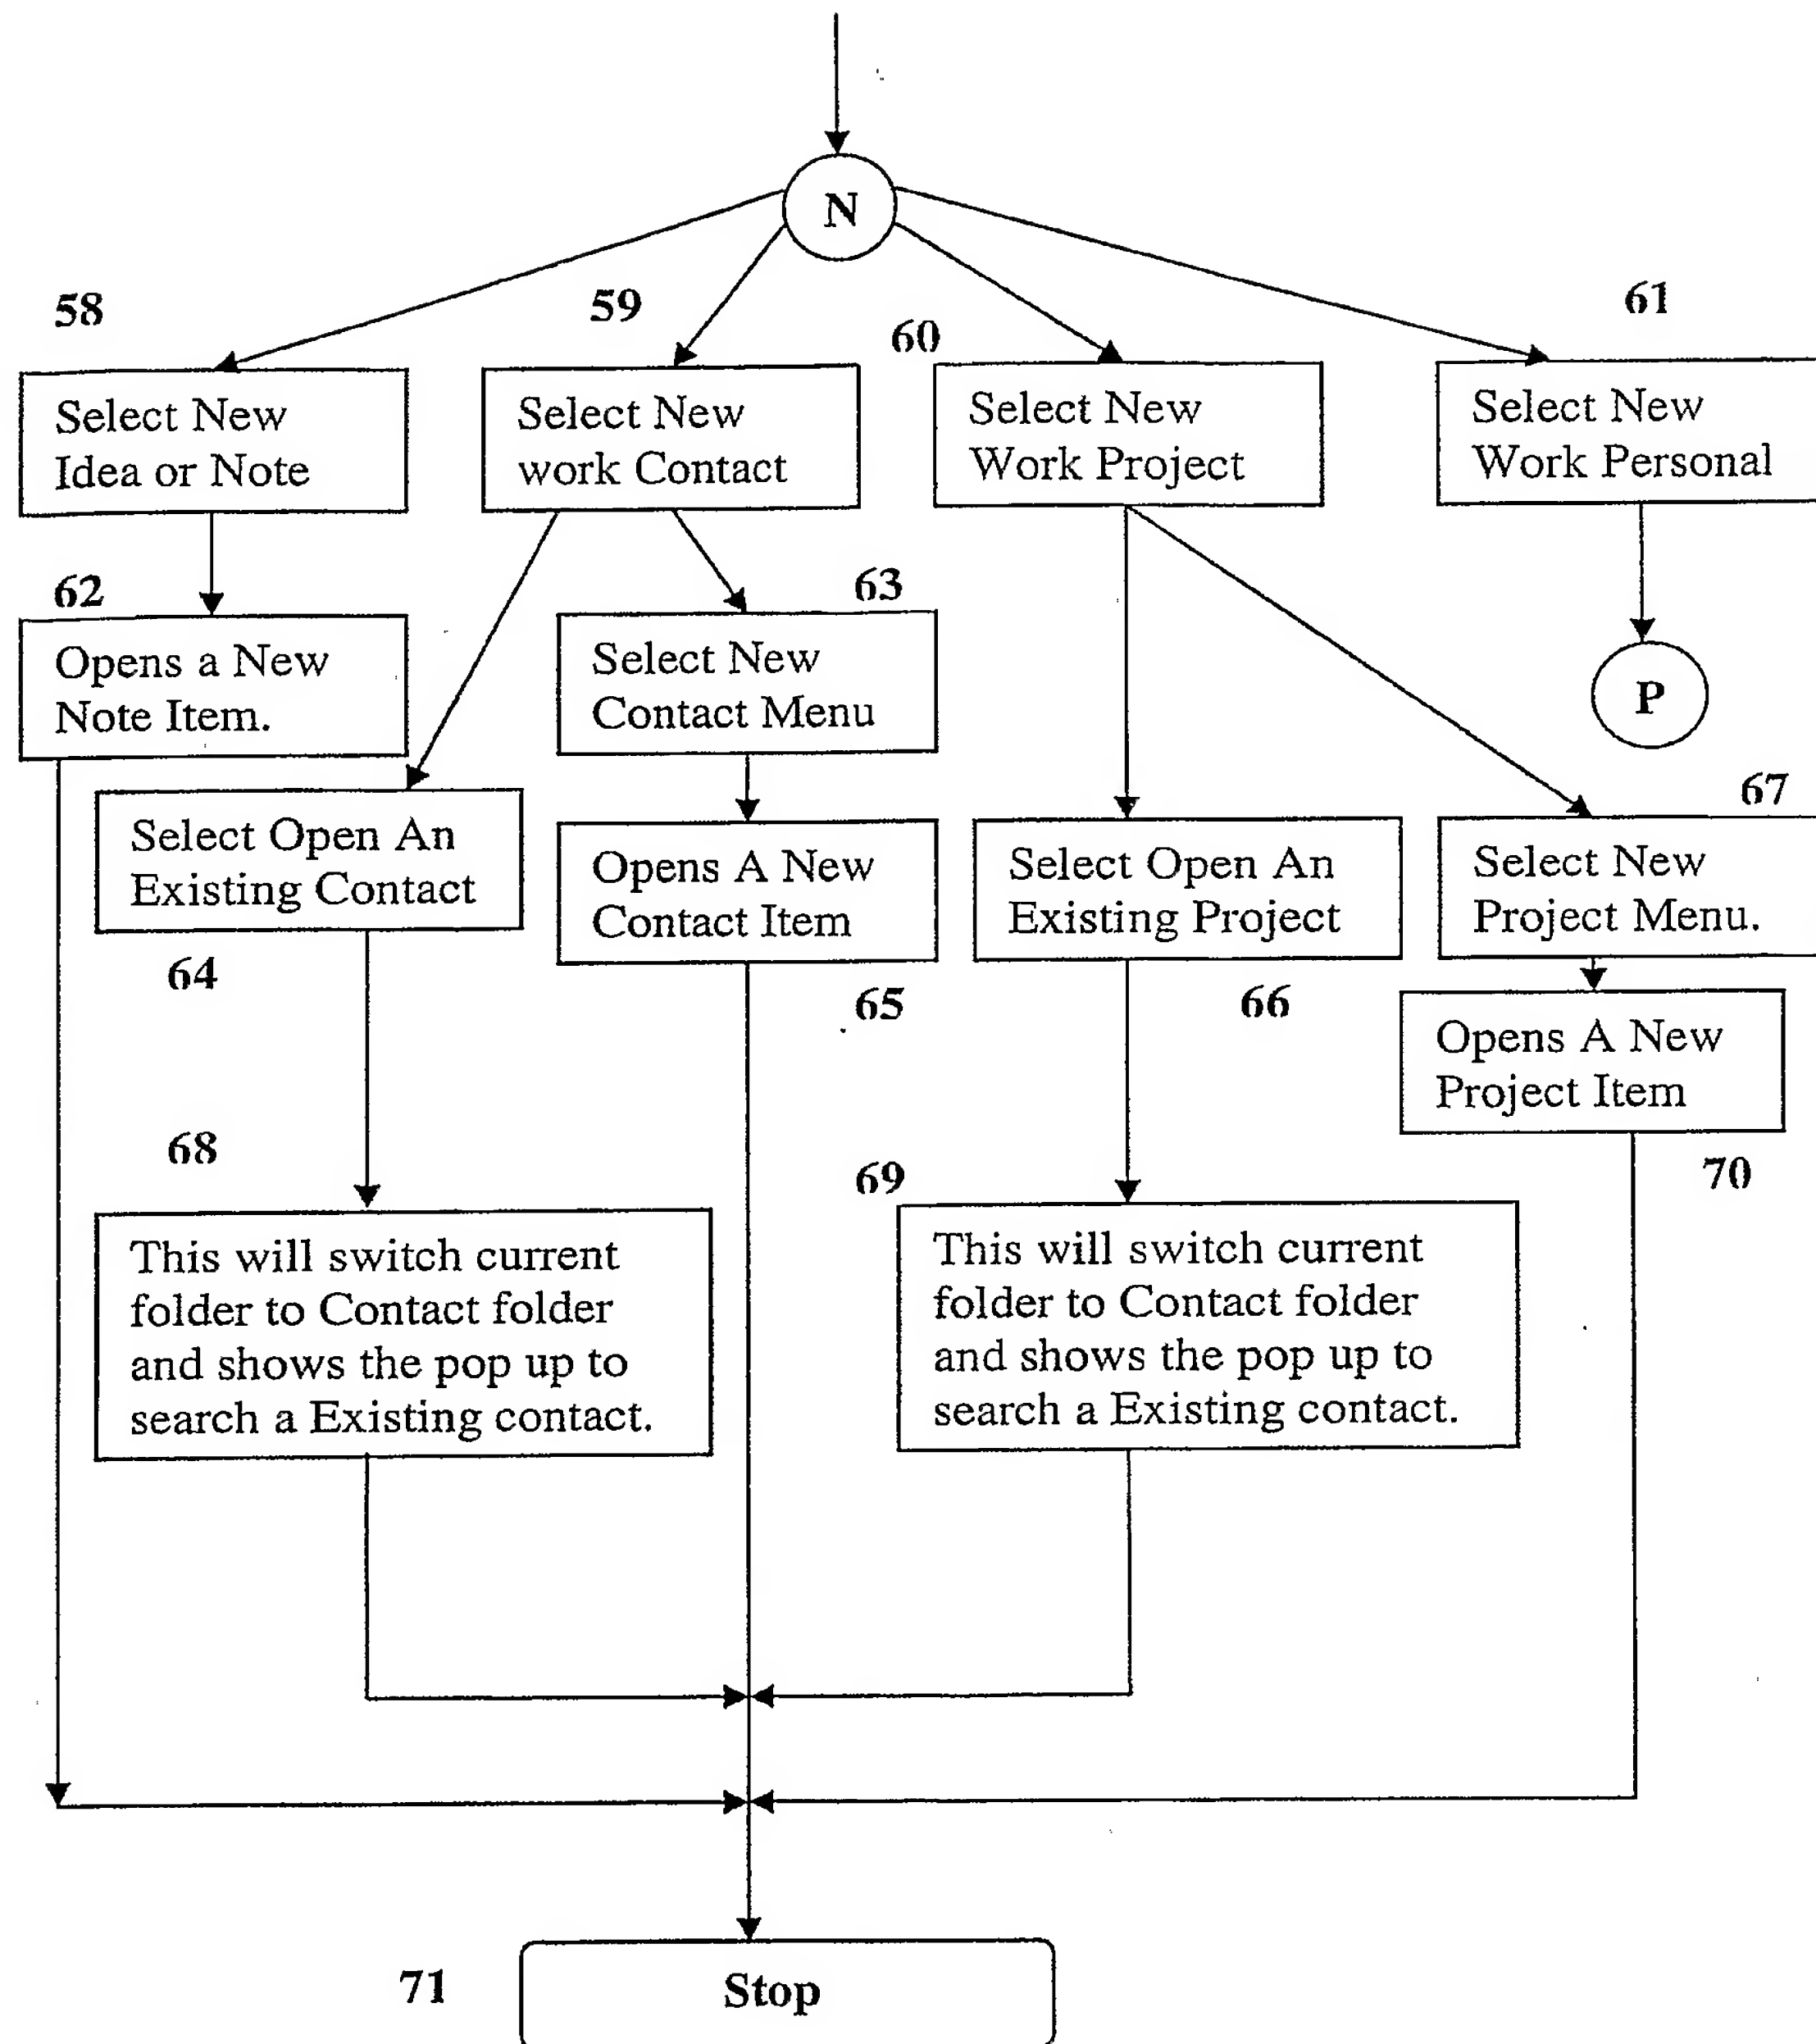 N
58
59
60
61
Select New
Idea or Note
Select New
work Contact
Select New
Work Project
Select New
Work Personal
62
Opens a New
Note Item.
63
Select New
Contact Menu
P
64
Select Open An
Existing Contact
65
Opens A New
Contact Item
66
Select Open An
Existing Project
67
Select New
Project Menu.
Opens A New
Project Item
70
68
This will switch current
folder to Contact folder
and shows the pop up to
search a Existing contact.
69
This will switch current
folder to Contact folder
and shows the pop up to
search a Existing contact.
71
Stop